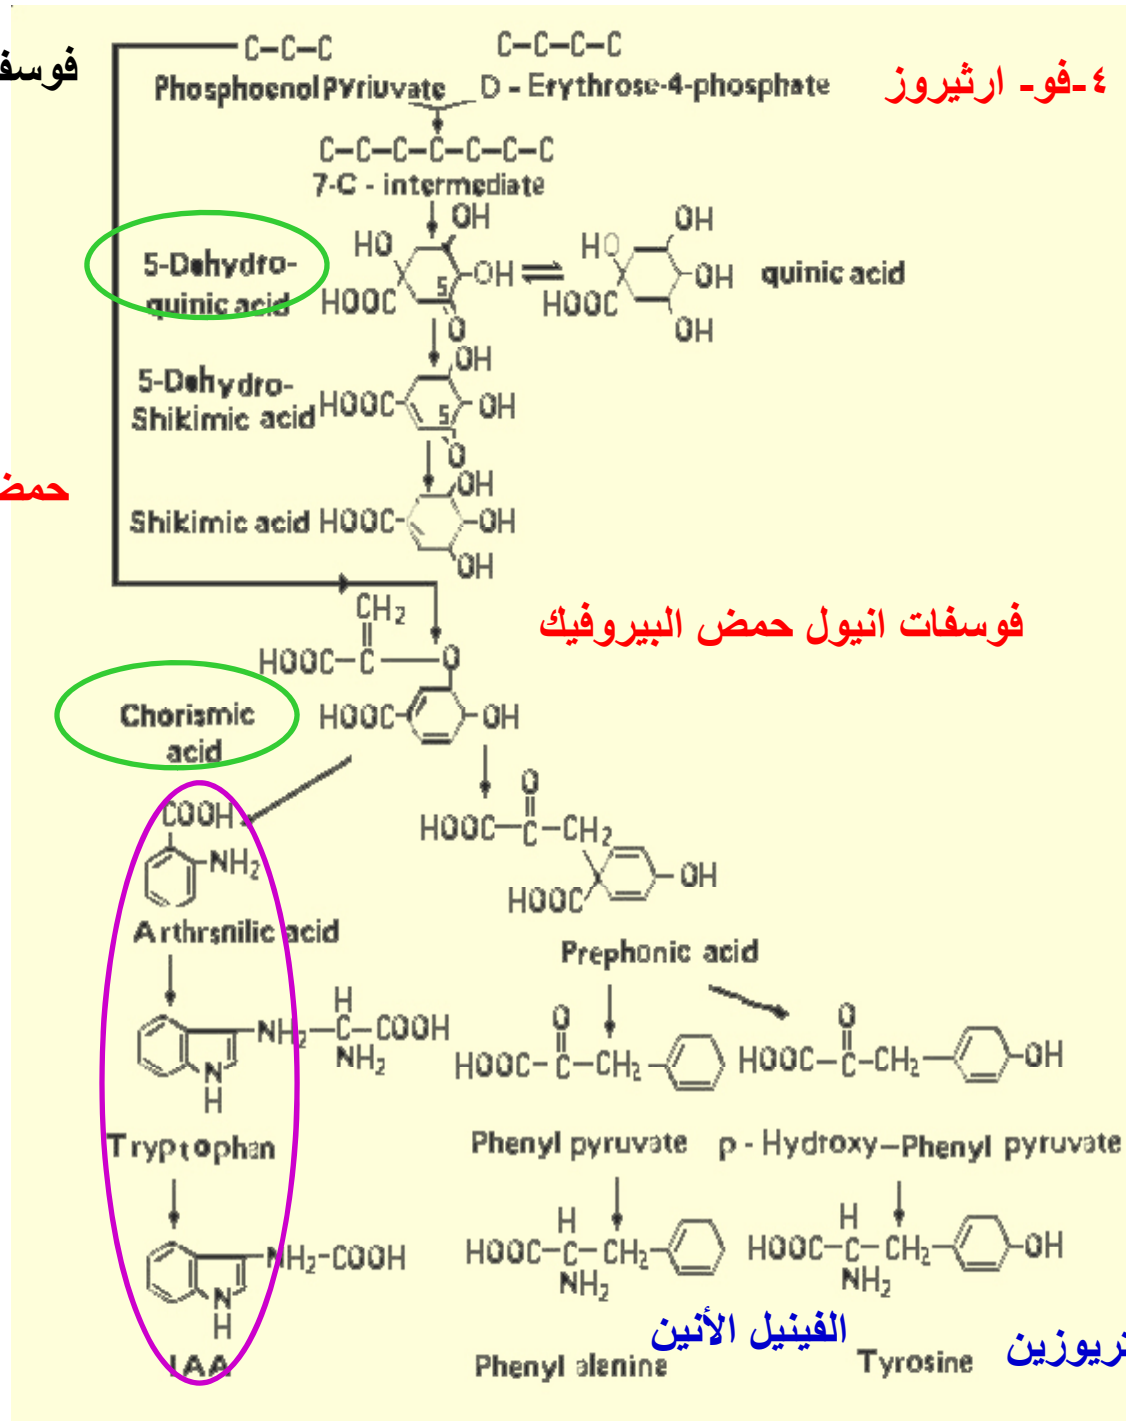 C-C-C
C-C-C-C
فوسف
Phosphoenol Pyriuvate
D - Erythrose-4-phosphate
٤-فو- ارثيروز
C-C-C-C-C-C-C
7-C - intermediate
5-Dehydro-
quinic acid
HO
OH
OH
HOOC
5
O
HO
OH
OH
HOOC
OH
quinic acid
5-Dehydro-
Shikimic acid
HOOC
OH
OH
5
O
حمض
Shikimic acid
HOOC
OH
OH
OH
فوسفات انيول حمض البيروفيك
CH2
HOOC-C
O
Chorismic
acid
HOOC
OH
COOH
NH2
Arthrsnilic acid
O
HOOC-C-CH2
HOOC
OH
Prephonic acid
H
NH2-C-COOH
NH2
N
H
Tryptophan
O
HOOC-C-CH2
Phenyl pyruvate
O
HOOC-C-CH2
OH
p - Hydroxy-Phenyl pyruvate
NH2-COOH
N
H
IAA
H
HOOC-C-CH2
NH2
الفينيل الأنين
Phenyl alenine
H
HOOC-C-CH2
OH
NH2
Tyrosine
ريوزين